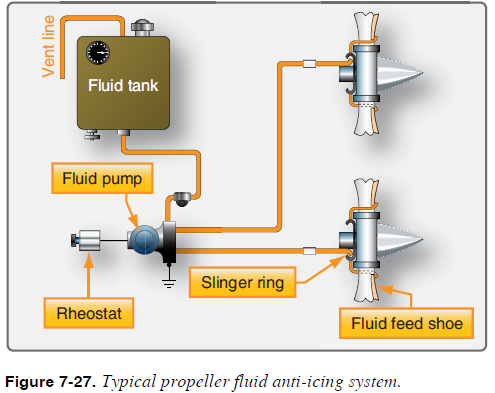 Vent line
Fluid tank
Fluid pump
Rheostat
Slinger ring
Fluid feed shoe
Figure 7-27. Typical propeller fluid anti-icing system.